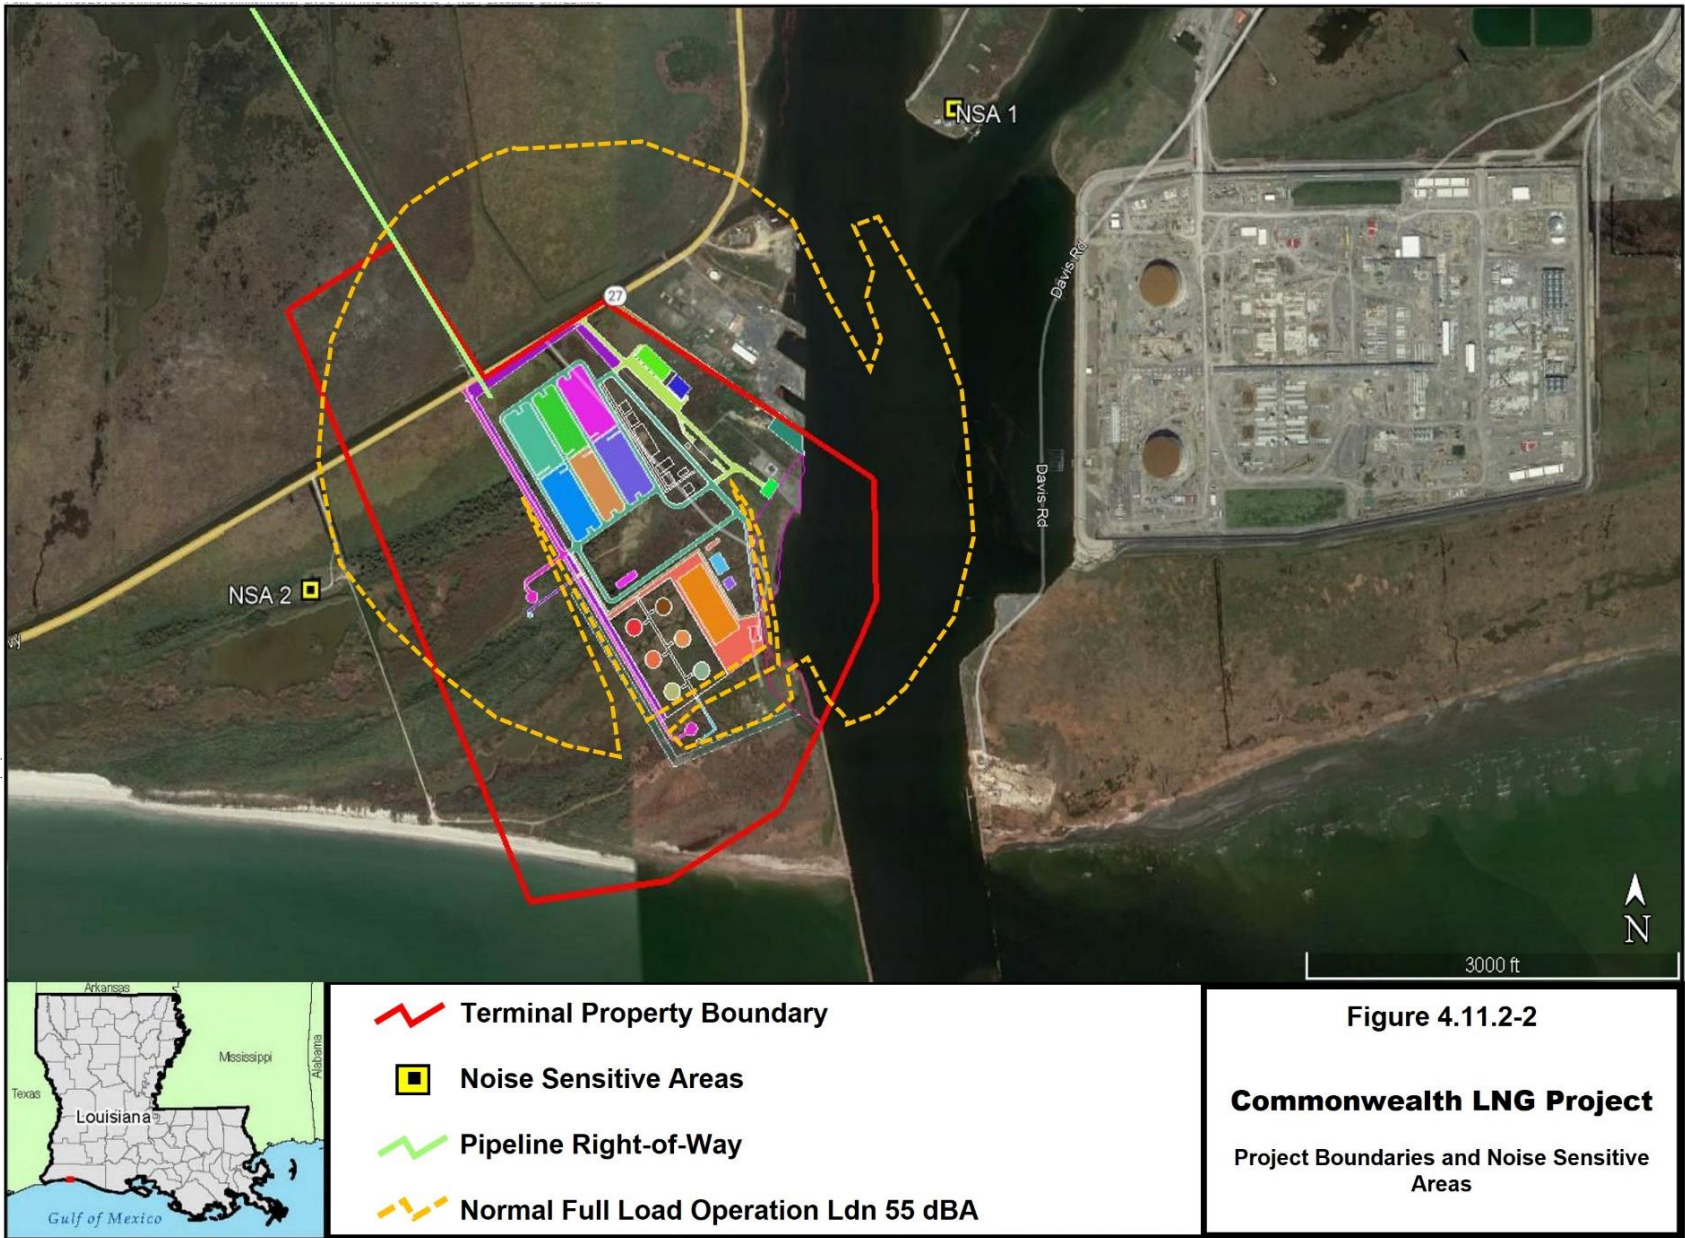 NSA 1
27
Davis Rd
Davis Rd
NSA 2
N
3000 ft
Arkansas
Mississippi
Alabama
Texas
Louisiana
Gulf of Mexico
Terminal Property Boundary
Noise Sensitive Areas
Pipeline Right-of-Way
Normal Full Load Operation Ldn 55 dBA
Figure 4.11.2-2
Commonwealth LNG Project
Project Boundaries and Noise Sensitive
Areas